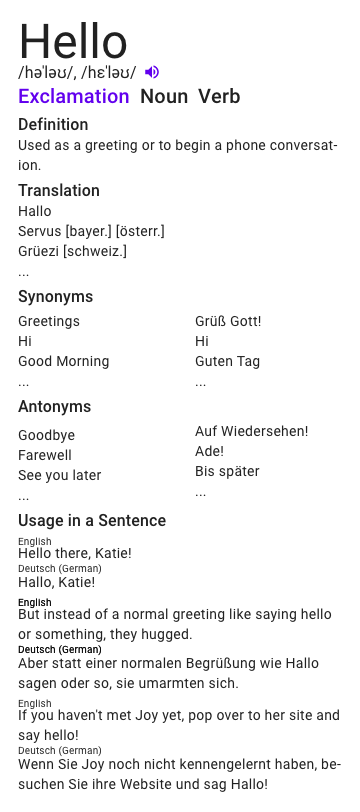 Hello
/həˈləʊ/, /hɛˈləʊ/
Exclamation Noun Verb
Definition
Used as a greeting or to begin a phone conversat-
ion.
Translation
Hallo
Servus [bayer.] [österr.]
Grüezi [schweiz.]
...
Synonyms
Greetings
Hi
Good Morning
...
Grüß Gott!
Hi
Guten Tag
...
Antonyms
Goodbye
Farewell
See you later
...
Auf Wiedersehen!
Ade!
Bis später
...
Usage in a Sentence
English
Hello there, Katie!
Deutsch (German)
Hallo, Katie!
English
But instead of a normal greeting like saying hello
or something, they hugged.
Deutsch (German)
Aber statt einer normalen Begrüßung wie Hallo
sagen oder so, sie umarmten sich.
English
If you haven't met Joy yet, pop over to her site and
say hello!
Deutsch (German)
Wenn Sie Joy noch nicht kennengelernt haben, be-
suchen Sie ihre Website und sag Hallo!